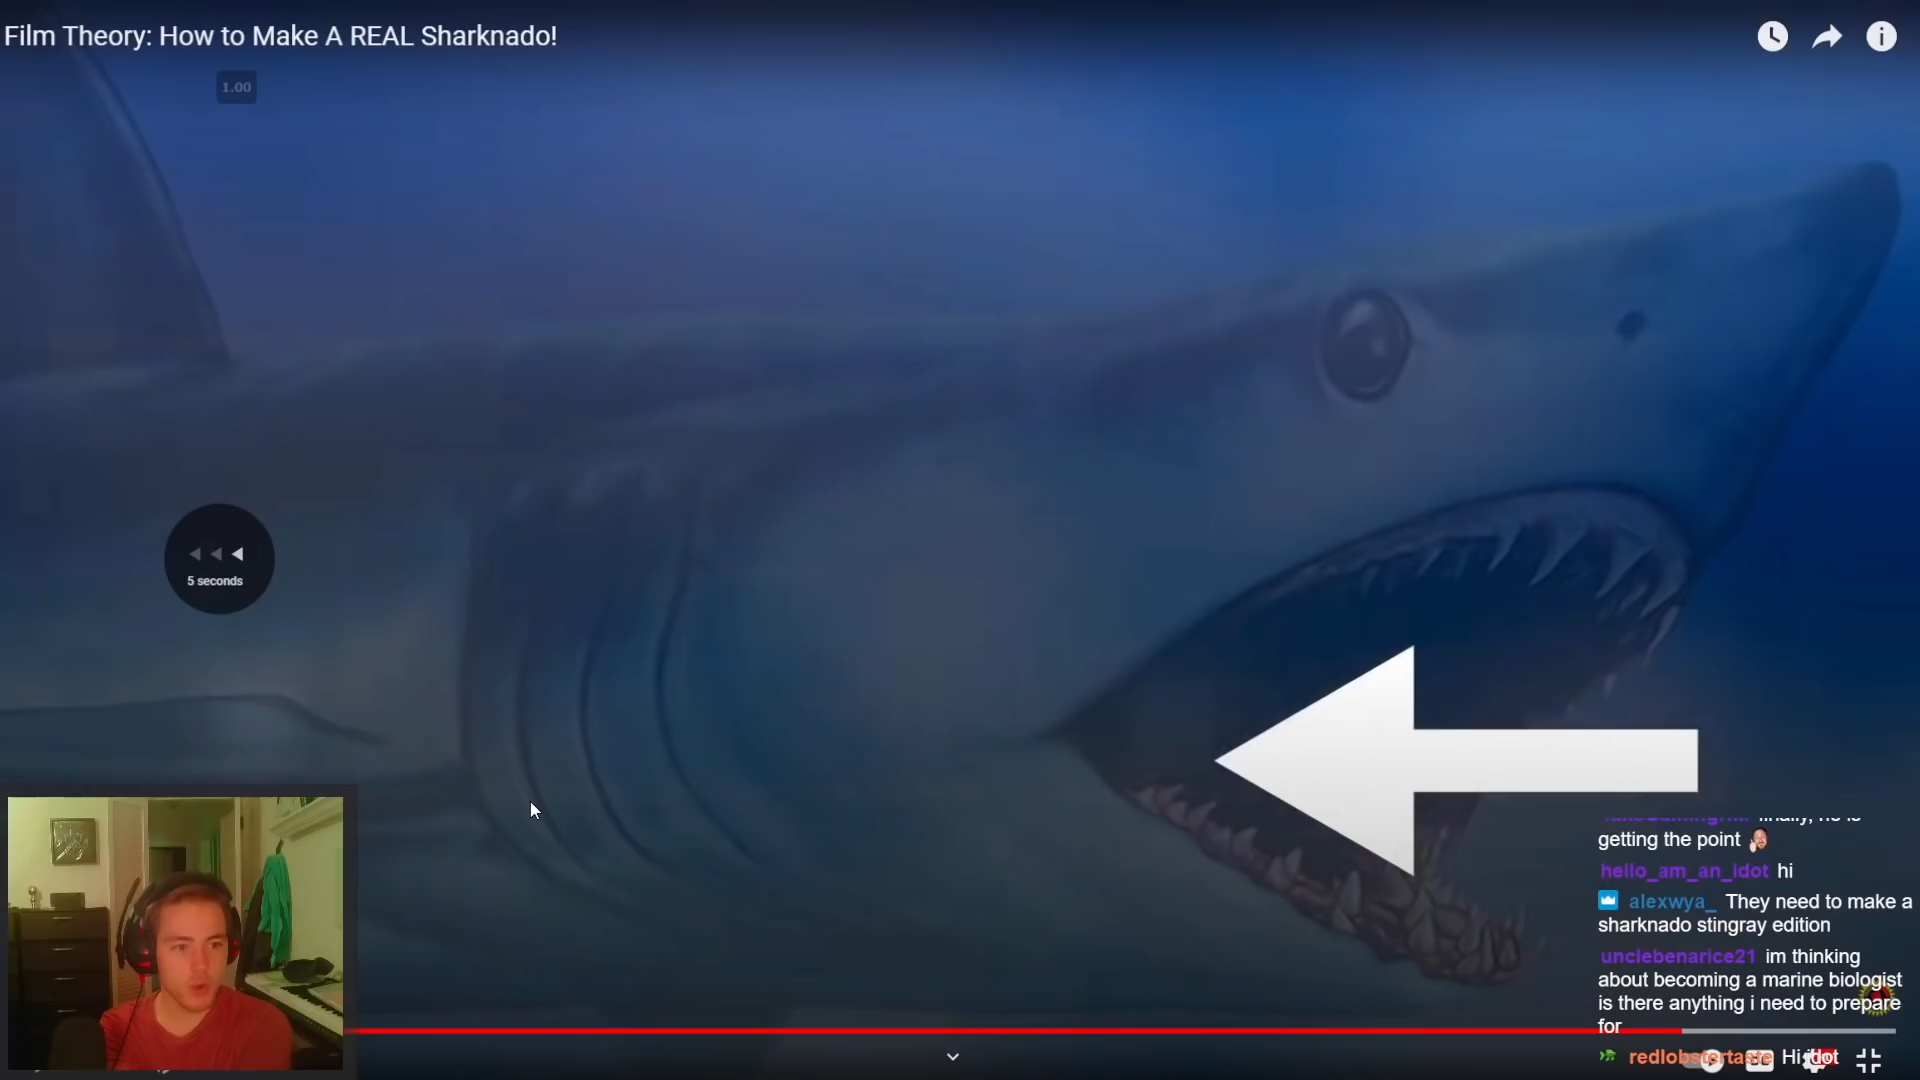 Film Theory: How to Make A REAL Sharknado!
1.00
5 seconds
getting the point
hello_am_an_idot hi
alexwya_ They need to make a
sharknado stingray edition
unclebenarice21 im thinking
about becoming a marine biologist
is there anything i need to prepare
for
redlobstertaste Hi idot